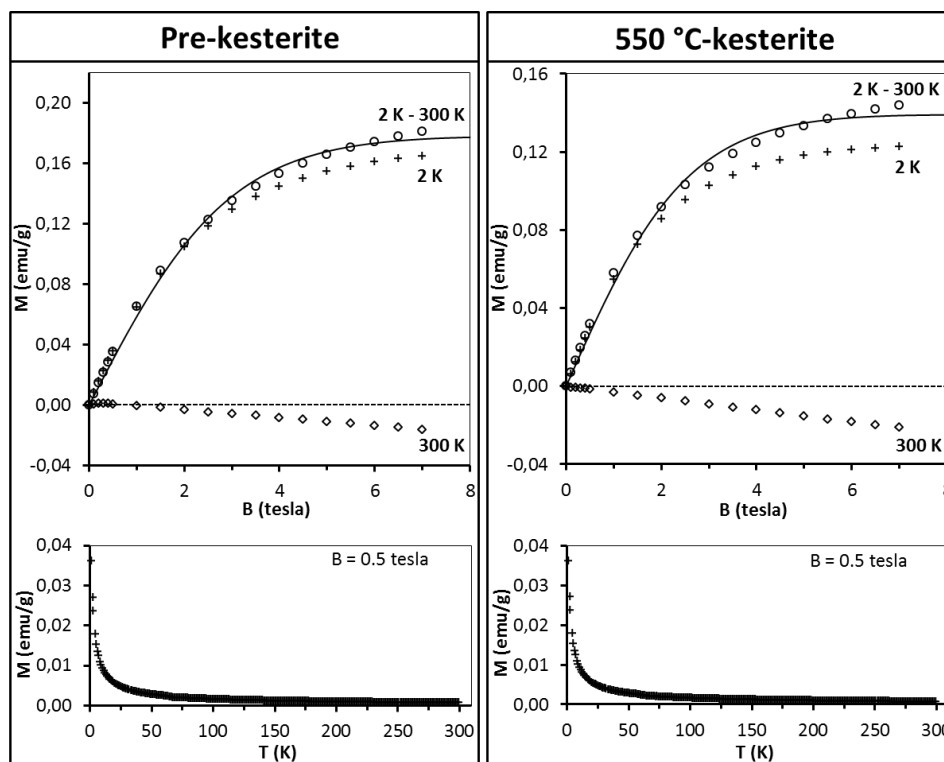 Pre-kesterite
550 °C-kesterite
0,20
0,16
0,12
0,08
0,04
0,00
-0,04
M (emu/g)
2 K - 300 K
2 K
300 K
0 2 4 6 8
B (tesla)
0,16
0,12
0,08
0,04
0,00
-0,04
M (emu/g)
2 K - 300 K
2 K
300 K
0 2 4 6 8
B (tesla)
0,04
0,03
0,02
0,01
0,00
M (emu/g)
B = 0.5 tesla
0 50 100 150 200 250 300
T (K)
0,04
0,03
0,02
0,01
0,00
M (emu/g)
B = 0.5 tesla
0 50 100 150 200 250 300
T (K)